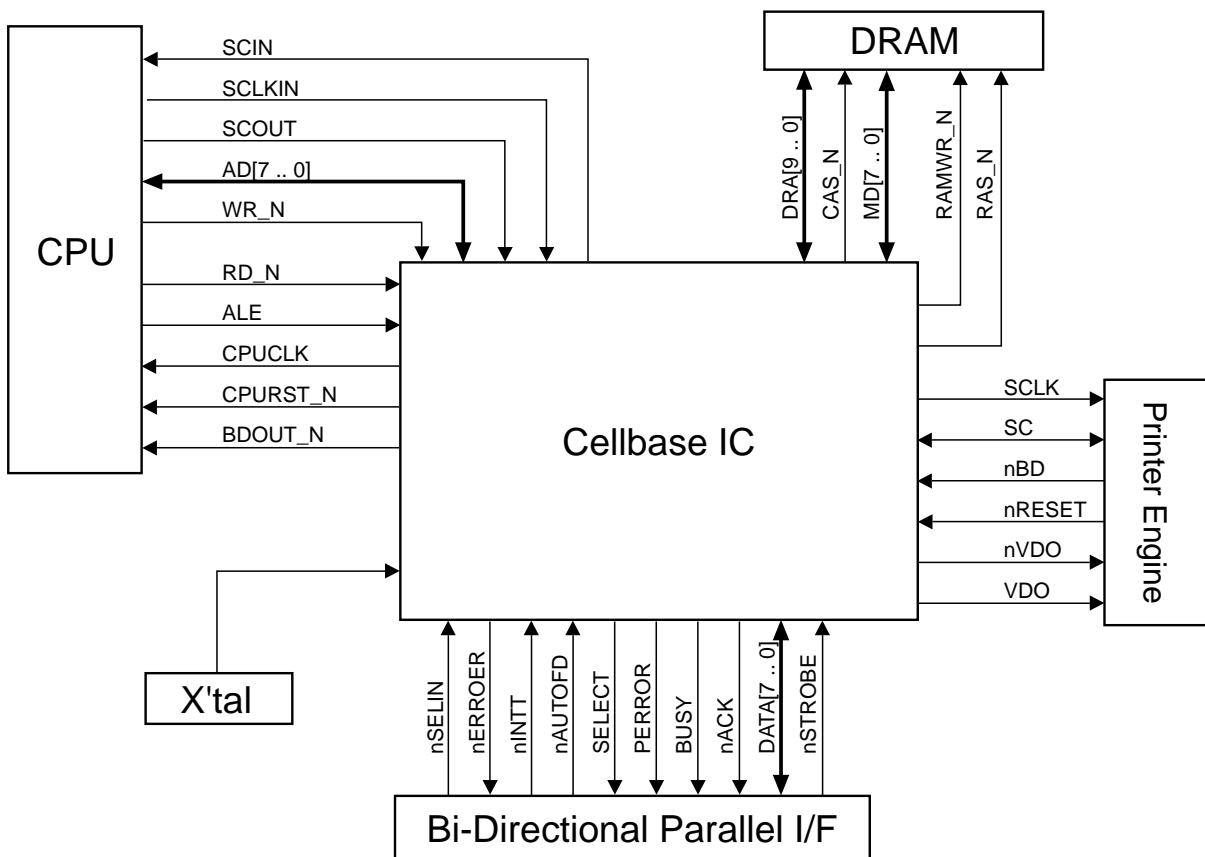 DRAM
SCIN
SCLKIN
SCOUT
AD[7 .. 0]
WR_N
CPU
RD_N
ALE
CPUCLK
CPURST_N
BDOUT_N
DRA[9 .. 0]
CAS_N
MD[7 .. 0]
RAMWR_N
RAS_N
Cellbase IC
SCLK
SC
nBD
nRESET
nVDO
VDO
Printer Engine
X'tal
nSELIN
nERROER
nINTT
nAUTOFD
SELECT
PERROR
BUSY
nACK
DATA[7 .. 0]
nSTROBE
Bi-Directional Parallel I/F